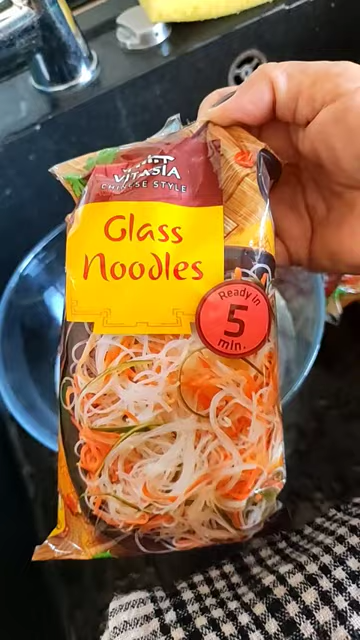 VITASIA
CHINESE STYLE
Glass
Noodles
Ready in
5
min.